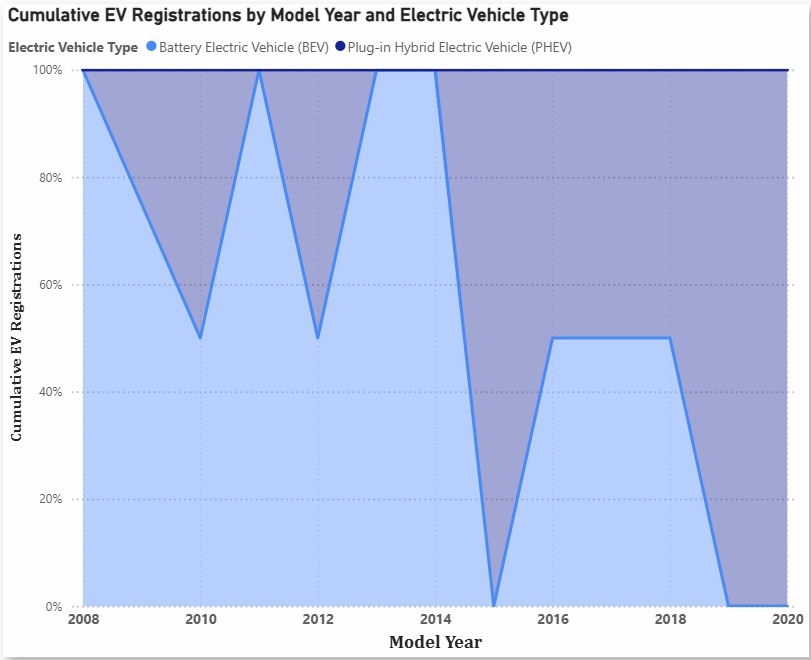 Cumulative EV Registrations by Model Year and Electric Vehicle Type
Electric Vehicle Type Battery Electric Vehicle (BEV) Plug-in Hybrid Electric Vehicle (PHEV)
100%
80%
60%
40%
20%
0%
Cumulative EV Registrations
2008 2010 2012 2014 2016 2018 2020
Model Year